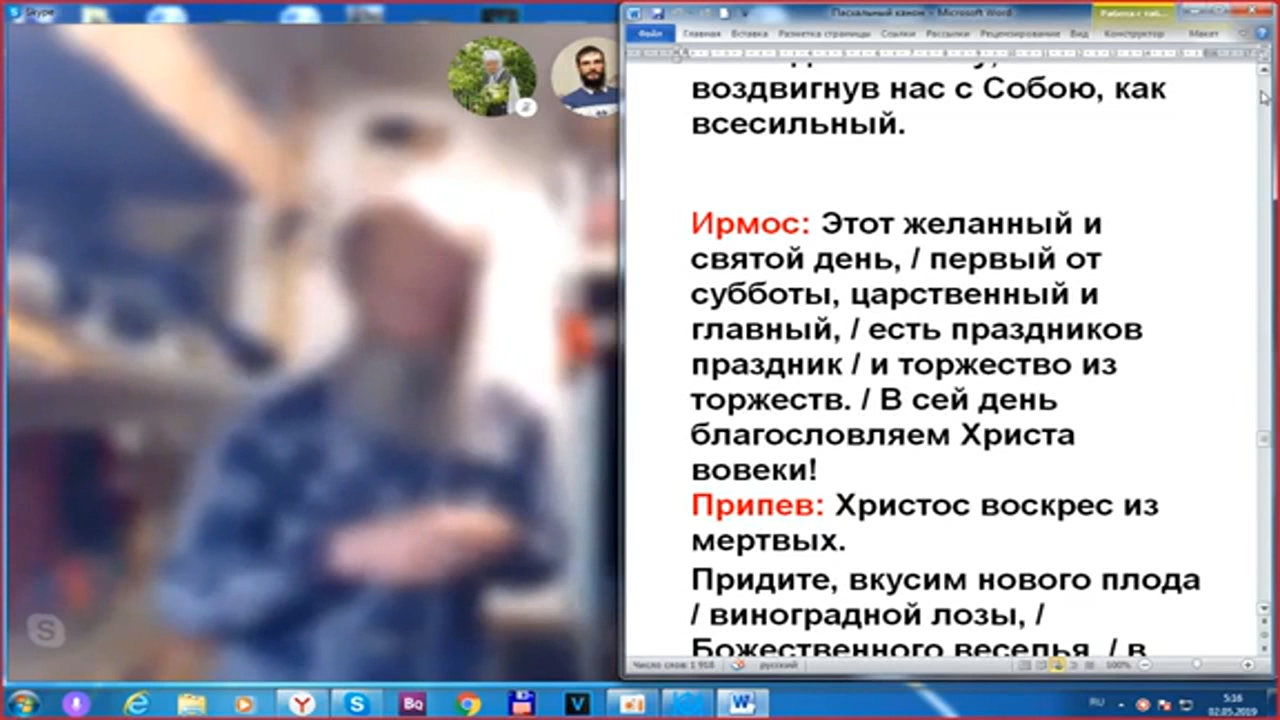 Skype
Пасхальный канон - Microsoft Word
Файл Главная Вставка Разметка страницы Ссылки Рассылки Рецензирование Вид Конструктор Макет
воздвигнув нас с Собою, как
всесильный.
Ирмос: Этот желанный и
святой день, / первый от
субботы, царственный и
главный, / есть праздников
праздник / и торжество из
торжеств. / В сей день
благословляем Христа
вовеки!
Припев: Христос воскрес из
мертвых.
Придите, вкусим нового плода
/ виноградной лозы, /
Божественного веселья, / в
Число слов: 1 918 русский 100%
RU 5:16
02.05.2019